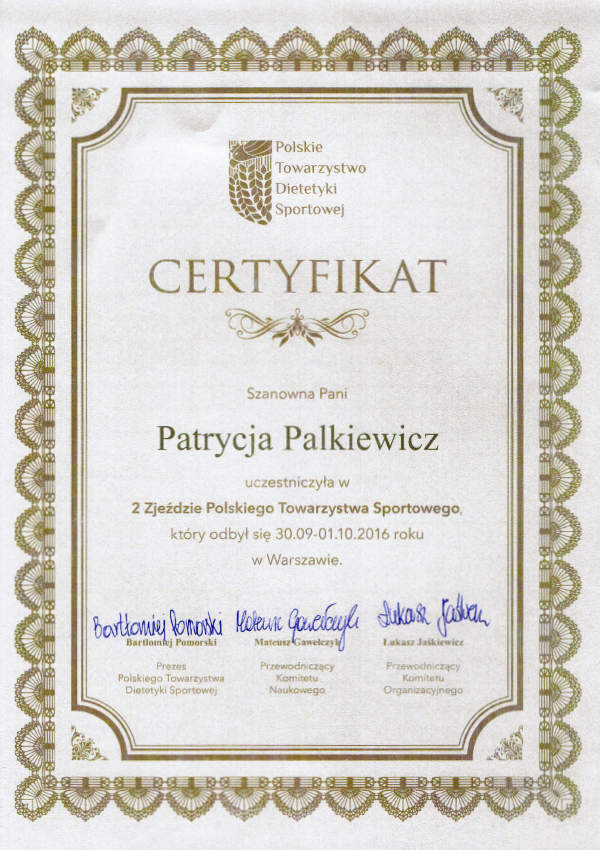 Polskie
Towarzystwo
Dietetyki
Sportowej
CERTYFIKAT
Szanowna Pani
Patrycja Palkiewicz
uczestniczyła w
2 Zjeździe Polskiego Towarzystwa Sportowego,
który odbył się 30.09-01.10.2016 roku
w Warszawie.
Bartłomiej Pomorski Mateusz Gawełczyk Łukasz Jaśkiewicz
Bartłomiej Pomorski Mateusz Gawełczyk Łukasz Jaśkiewicz
Prezes
Polskiego Towarzystwa
Dietetyki Sportowej
Przewodniczący
Komitetu
Naukowego
Przewodniczący
Komitetu
Organizacyjnego